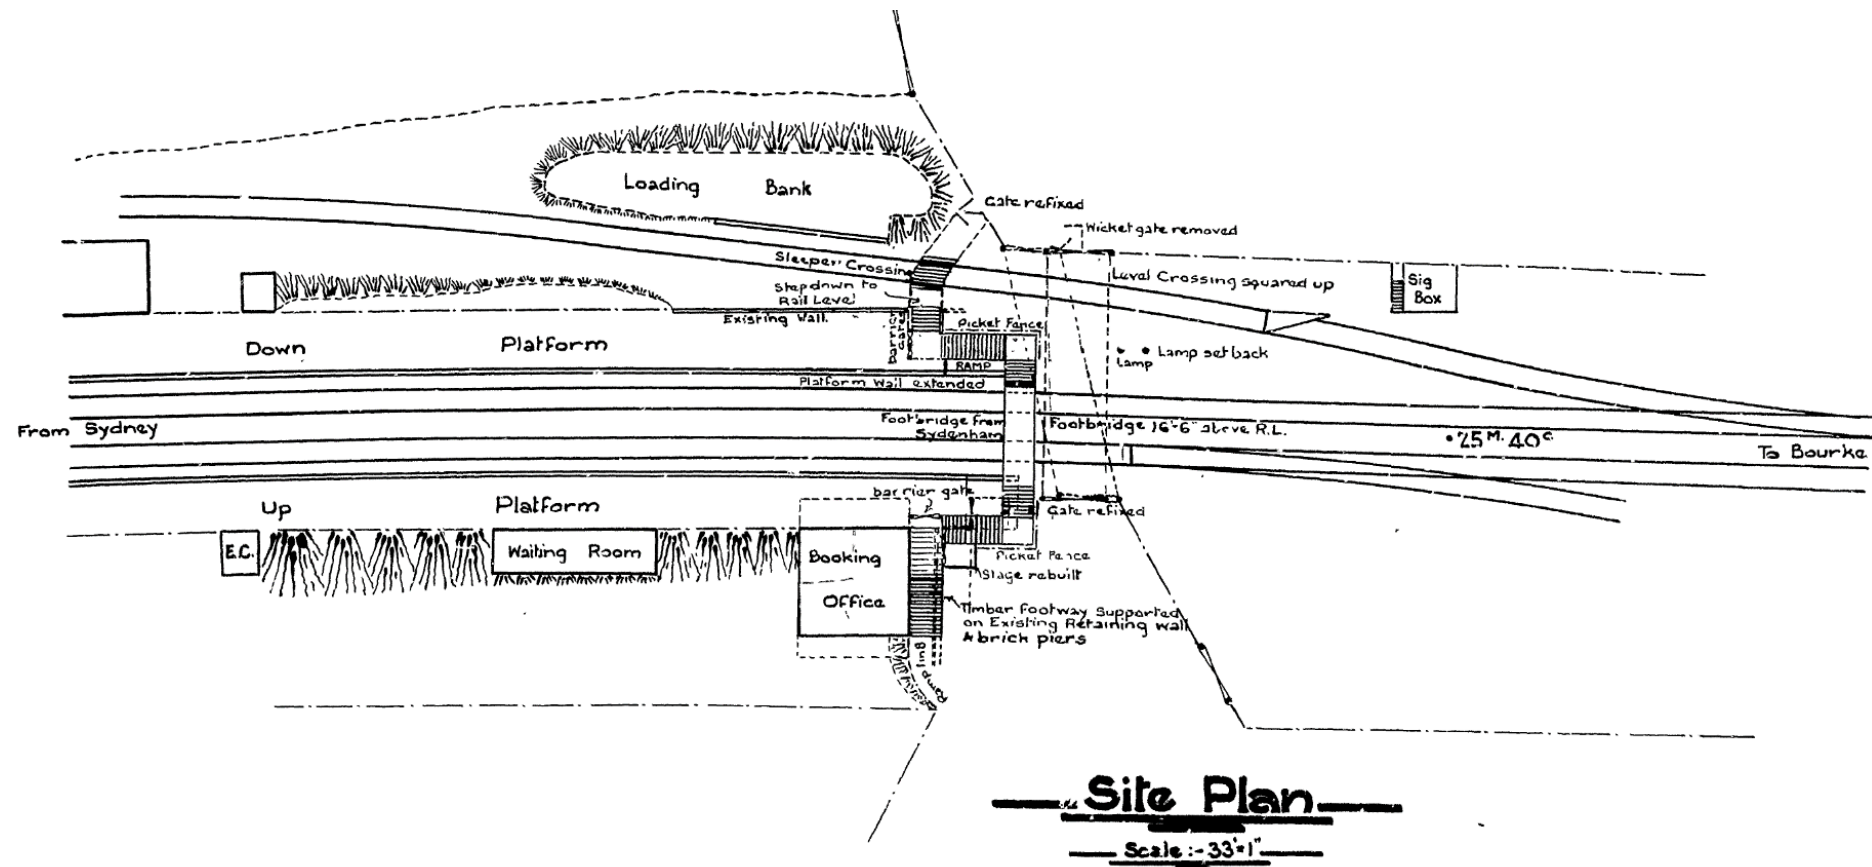 Loading Bank
Gate refixed
Wicket gate removed
Sleeper Crossing
Level Crossing squared up
Sig
Box
Step down to
Rail Level
Existing Wall.
barrier
gate
Picket Fence
Down Platform
RAMP
Lamp
Lamp set back
Platform Wall extended
From Sydney
Footbridge from
Sydenham
Footbridge 16'-6" above R.L.
25 M. 40 C.
To Bourke
Up Platform
barrier gate
Gate refixed
E.C.
Waiting Room
Booking
Office
Picket Fence
Stage rebuilt
Timber footway supported
on Existing Retaining wall
& brick piers
Ramp
Site Plan
Scale :- 33'=1"